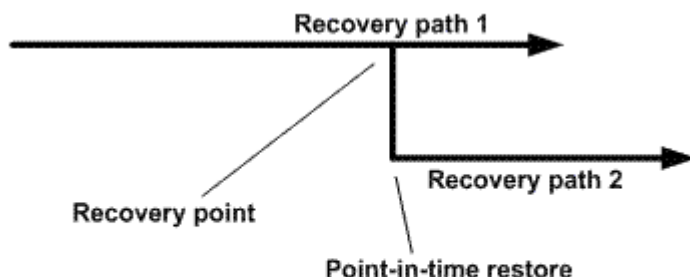 Recovery path 1
Recovery path 2
Recovery point
Point-in-time restore